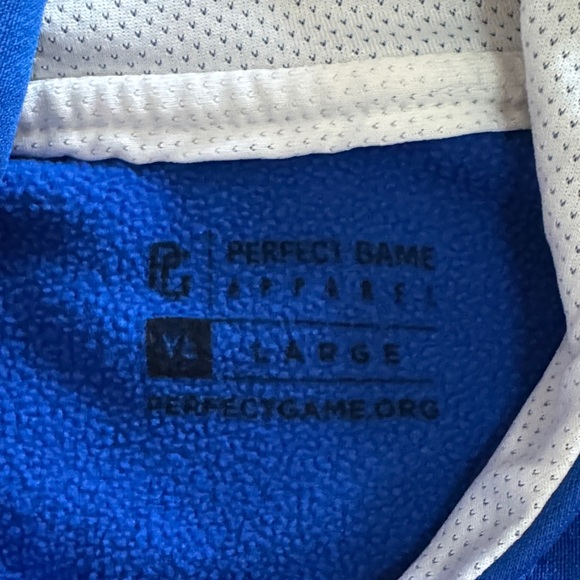 PG PERFECT GAME
APPAREL
YL LARGE
PERFECTGAME.ORG